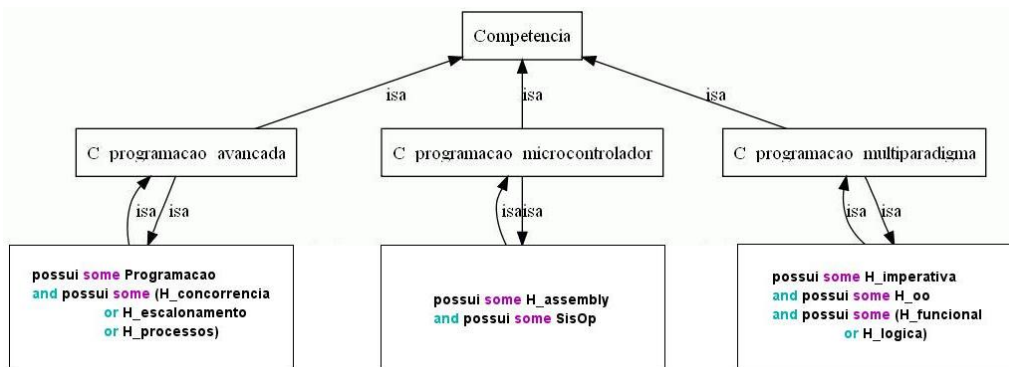 Competencia
isa
isa
isa
C programacao avancada
C programacao microcontrolador
C programacao multiparadigma
isa
isa
isa
isa
isa
isa
possui some Programacao
and possui some (H_concorrencia
or H_escalonamento
or H_processos)
possui some H_assembly
and possui some SisOp
possui some H_imperativa
and possui some H_oo
and possui some (H_funcional
or H_logica)